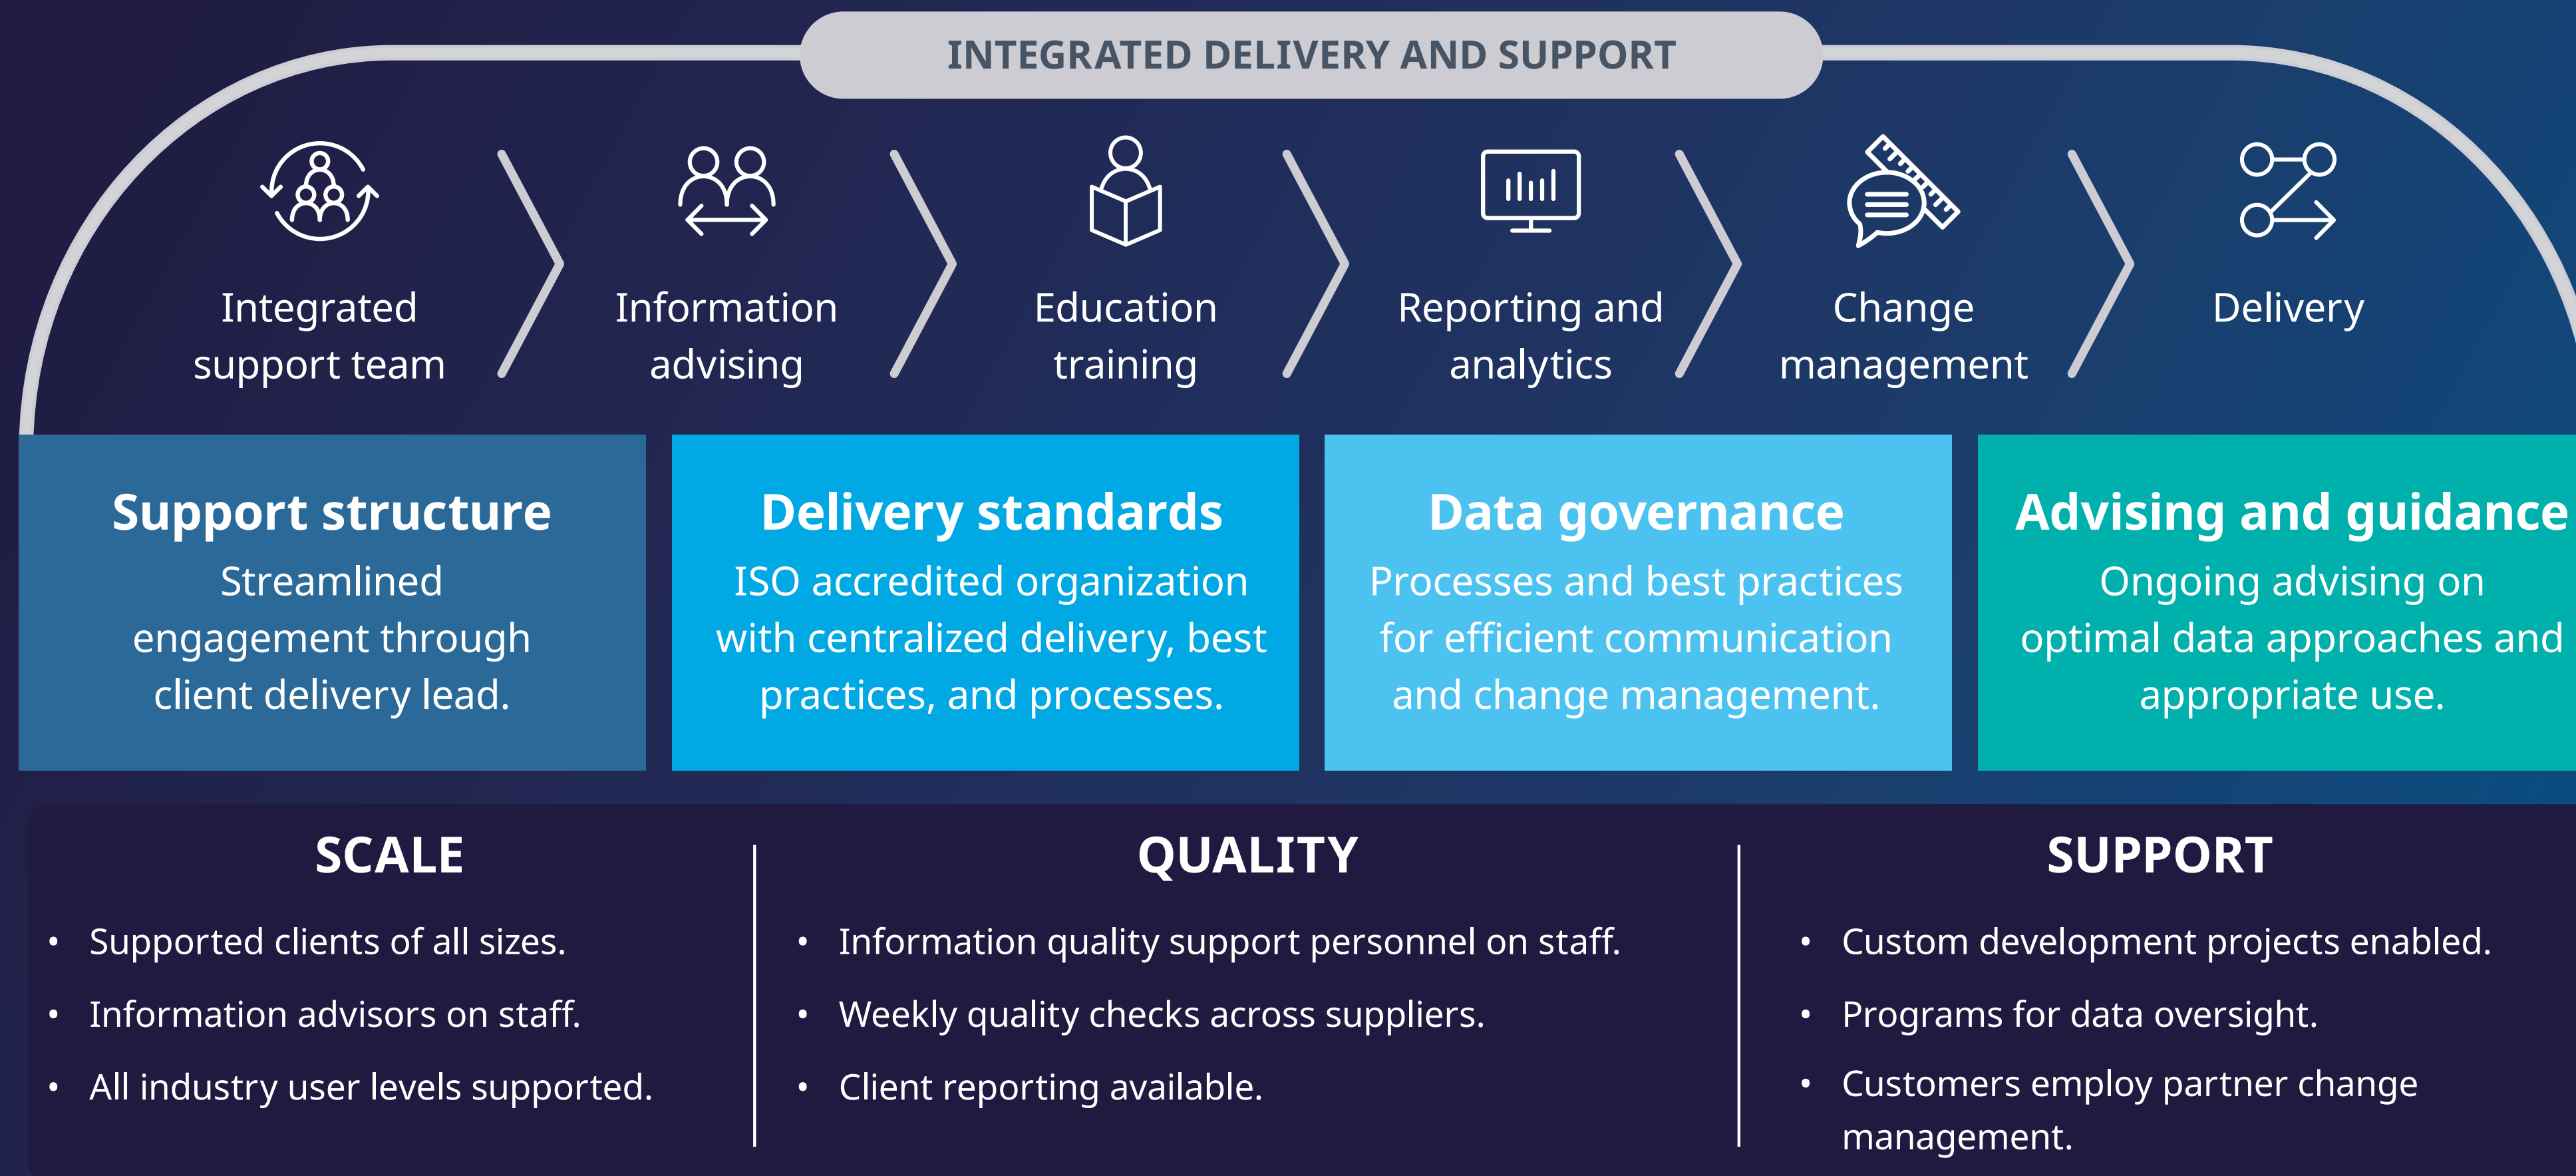 INTEGRATED DELIVERY AND SUPPORT
Integrated
support team
Information
advising
Education
training
Reporting and
analytics
Change
management
Delivery
Support structure
Streamlined
engagement through
client delivery lead.
Delivery standards
ISO accredited organization
with centralized delivery, best
practices, and processes.
Data governance
Processes and best practices
for efficient communication
and change management.
Advising and guidance
Ongoing advising on
optimal data approaches and
appropriate use.
SCALE
• Supported clients of all sizes.
• Information advisors on staff.
• All industry user levels supported.
QUALITY
• Information quality support personnel on staff.
• Weekly quality checks across suppliers.
• Client reporting available.
SUPPORT
• Custom development projects enabled.
• Programs for data oversight.
• Customers employ partner change
management.